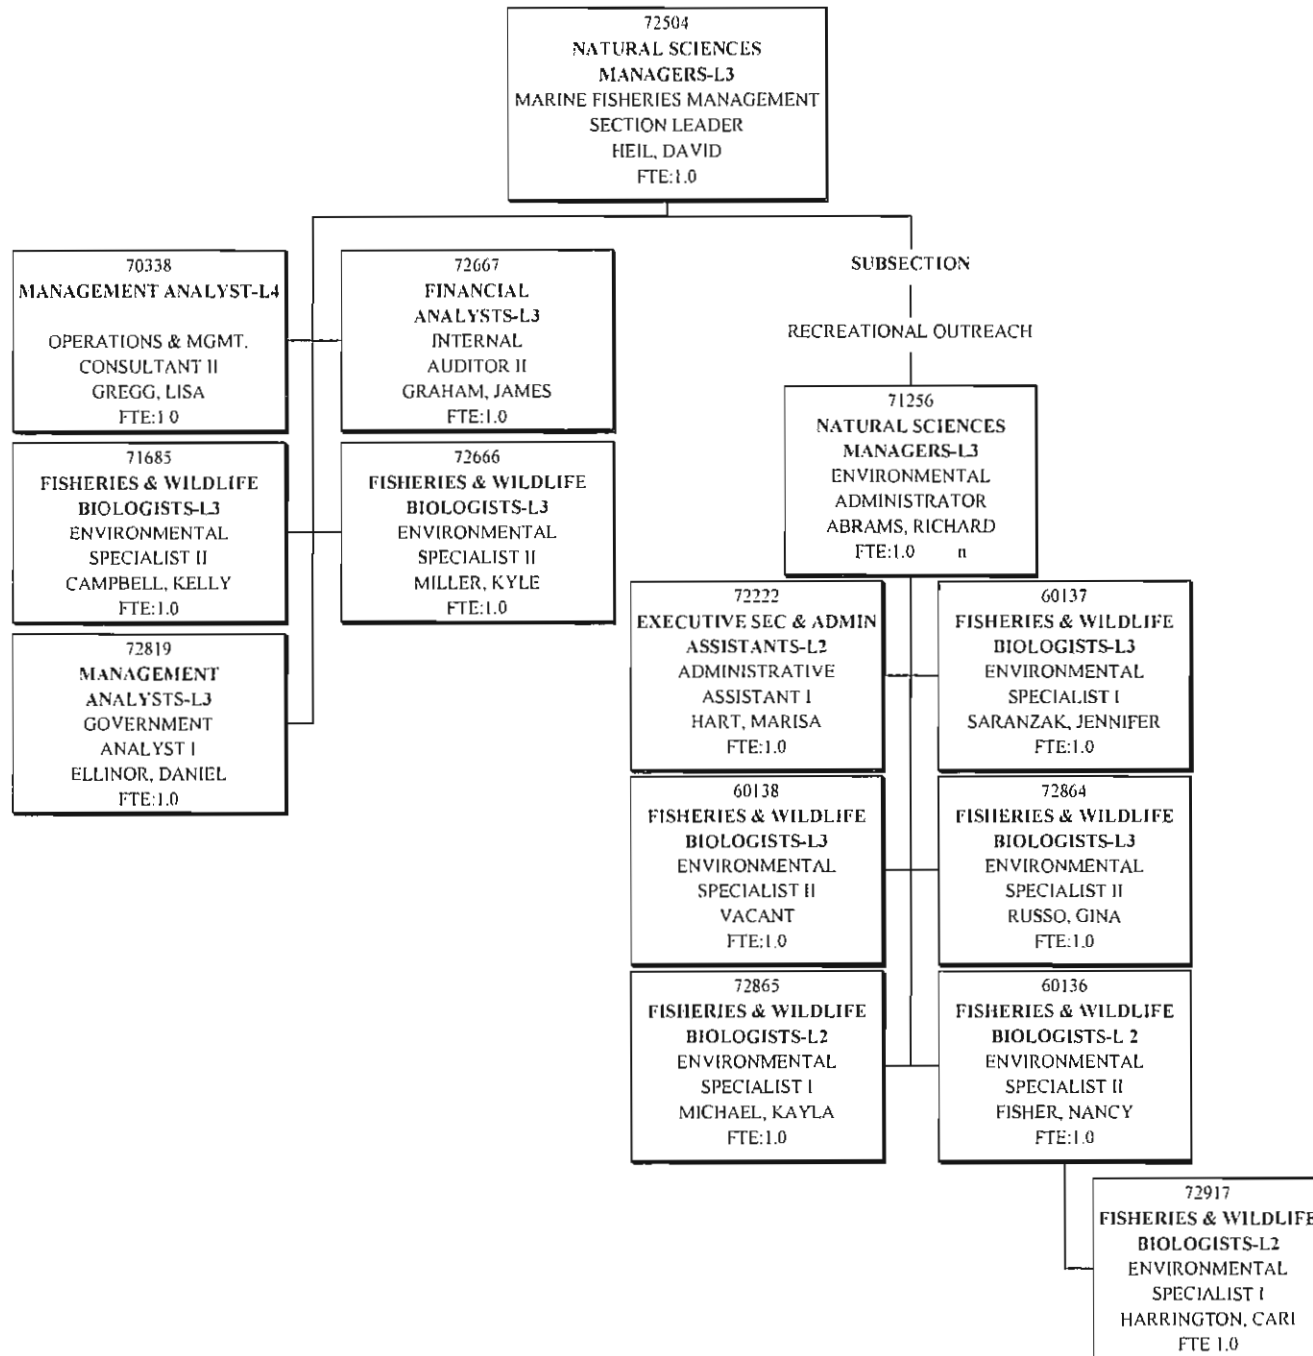 72504
NATURAL SCIENCES
MANAGERS-L3
MARINE FISHERIES MANAGEMENT
SECTION LEADER
HEIL, DAVID
FTE:1.0
70338
MANAGEMENT ANALYST-L4
OPERATIONS & MGMT.
CONSULTANT II
GREGG, LISA
FTE:1 0
72667
FINANCIAL
ANALYSTS-L3
INTERNAL
AUDITOR II
GRAHAM, JAMES
FTE:1.0
71685
FISHERIES & WILDLIFE
BIOLOGISTS-L3
ENVIRONMENTAL
SPECIALIST II
CAMPBELL, KELLY
FTE:1.0
72666
FISHERIES & WILDLIFE
BIOLOGISTS-L3
ENVIRONMENTAL
SPECIALIST II
MILLER, KYLE
FTE:1.0
72819
MANAGEMENT
ANALYSTS-L3
GOVERNMENT
ANALYST I
ELLINOR, DANIEL
FTE:1.0
SUBSECTION
RECREATIONAL OUTREACH
71256
NATURAL SCIENCES
MANAGERS-L3
ENVIRONMENTAL
ADMINISTRATOR
ABRAMS, RICHARD
FTE:1.0 n
72222
EXECUTIVE SEC & ADMIN
ASSISTANTS-L2
ADMINISTRATIVE
ASSISTANT I
HART, MARISA
FTE:1.0
60137
FISHERIES & WILDLIFE
BIOLOGISTS-L3
ENVIRONMENTAL
SPECIALIST I
SARANZAK, JENNIFER
FTE:1.0
60138
FISHERIES & WILDLIFE
BIOLOGISTS-L3
ENVIRONMENTAL
SPECIALIST II
VACANT
FTE:1.0
72864
FISHERIES & WILDLIFE
BIOLOGISTS-L3
ENVIRONMENTAL
SPECIALIST II
RUSSO, GINA
FTE:1.0
72865
FISHERIES & WILDLIFE
BIOLOGISTS-L2
ENVIRONMENTAL
SPECIALIST I
MICHAEL, KAYLA
FTE:1.0
60136
FISHERIES & WILDLIFE
BIOLOGISTS-L 2
ENVIRONMENTAL
SPECIALIST II
FISHER, NANCY
FTE:1.0
72917
FISHERIES & WILDLIFE
BIOLOGISTS-L2
ENVIRONMENTAL
SPECIALIST I
HARRINGTON, CARI
FTE 1.0